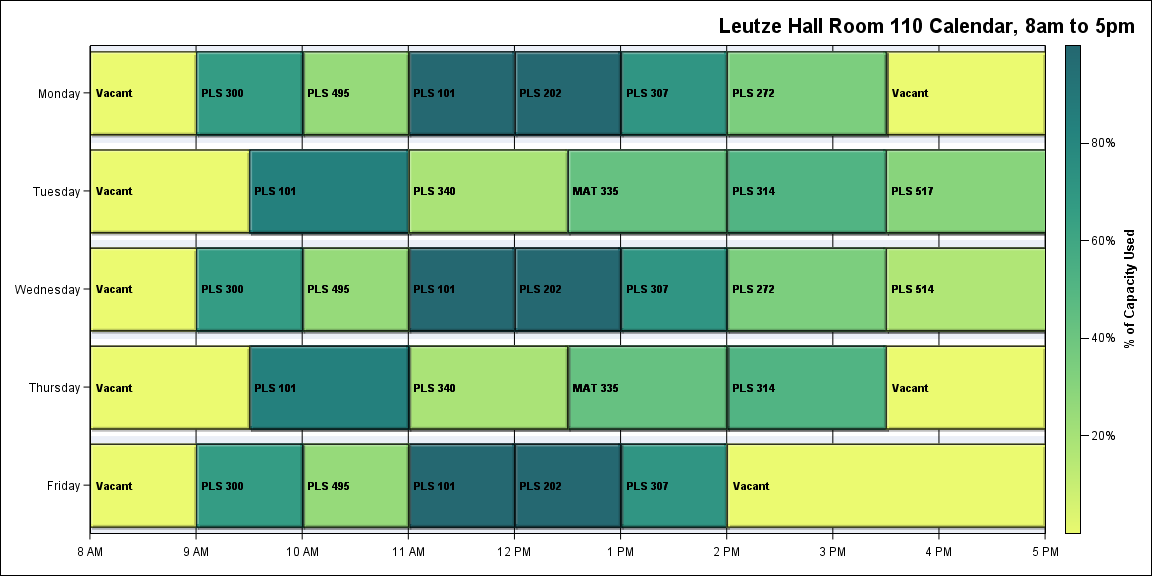 Leutze Hall Room 110 Calendar, 8am to 5pm
Monday
Vacant
PLS 300
PLS 495
PLS 101
PLS 202
PLS 307
PLS 272
Vacant
Tuesday
Vacant
PLS 101
PLS 340
MAT 335
PLS 314
PLS 517
Wednesday
Vacant
PLS 300
PLS 495
PLS 101
PLS 202
PLS 307
PLS 272
PLS 514
Thursday
Vacant
PLS 101
PLS 340
MAT 335
PLS 314
Vacant
Friday
Vacant
PLS 300
PLS 495
PLS 101
PLS 202
PLS 307
Vacant
8 AM
9 AM
10 AM
11 AM
12 PM
1 PM
2 PM
3 PM
4 PM
5 PM
80%
60%
40%
20%
% of Capacity Used